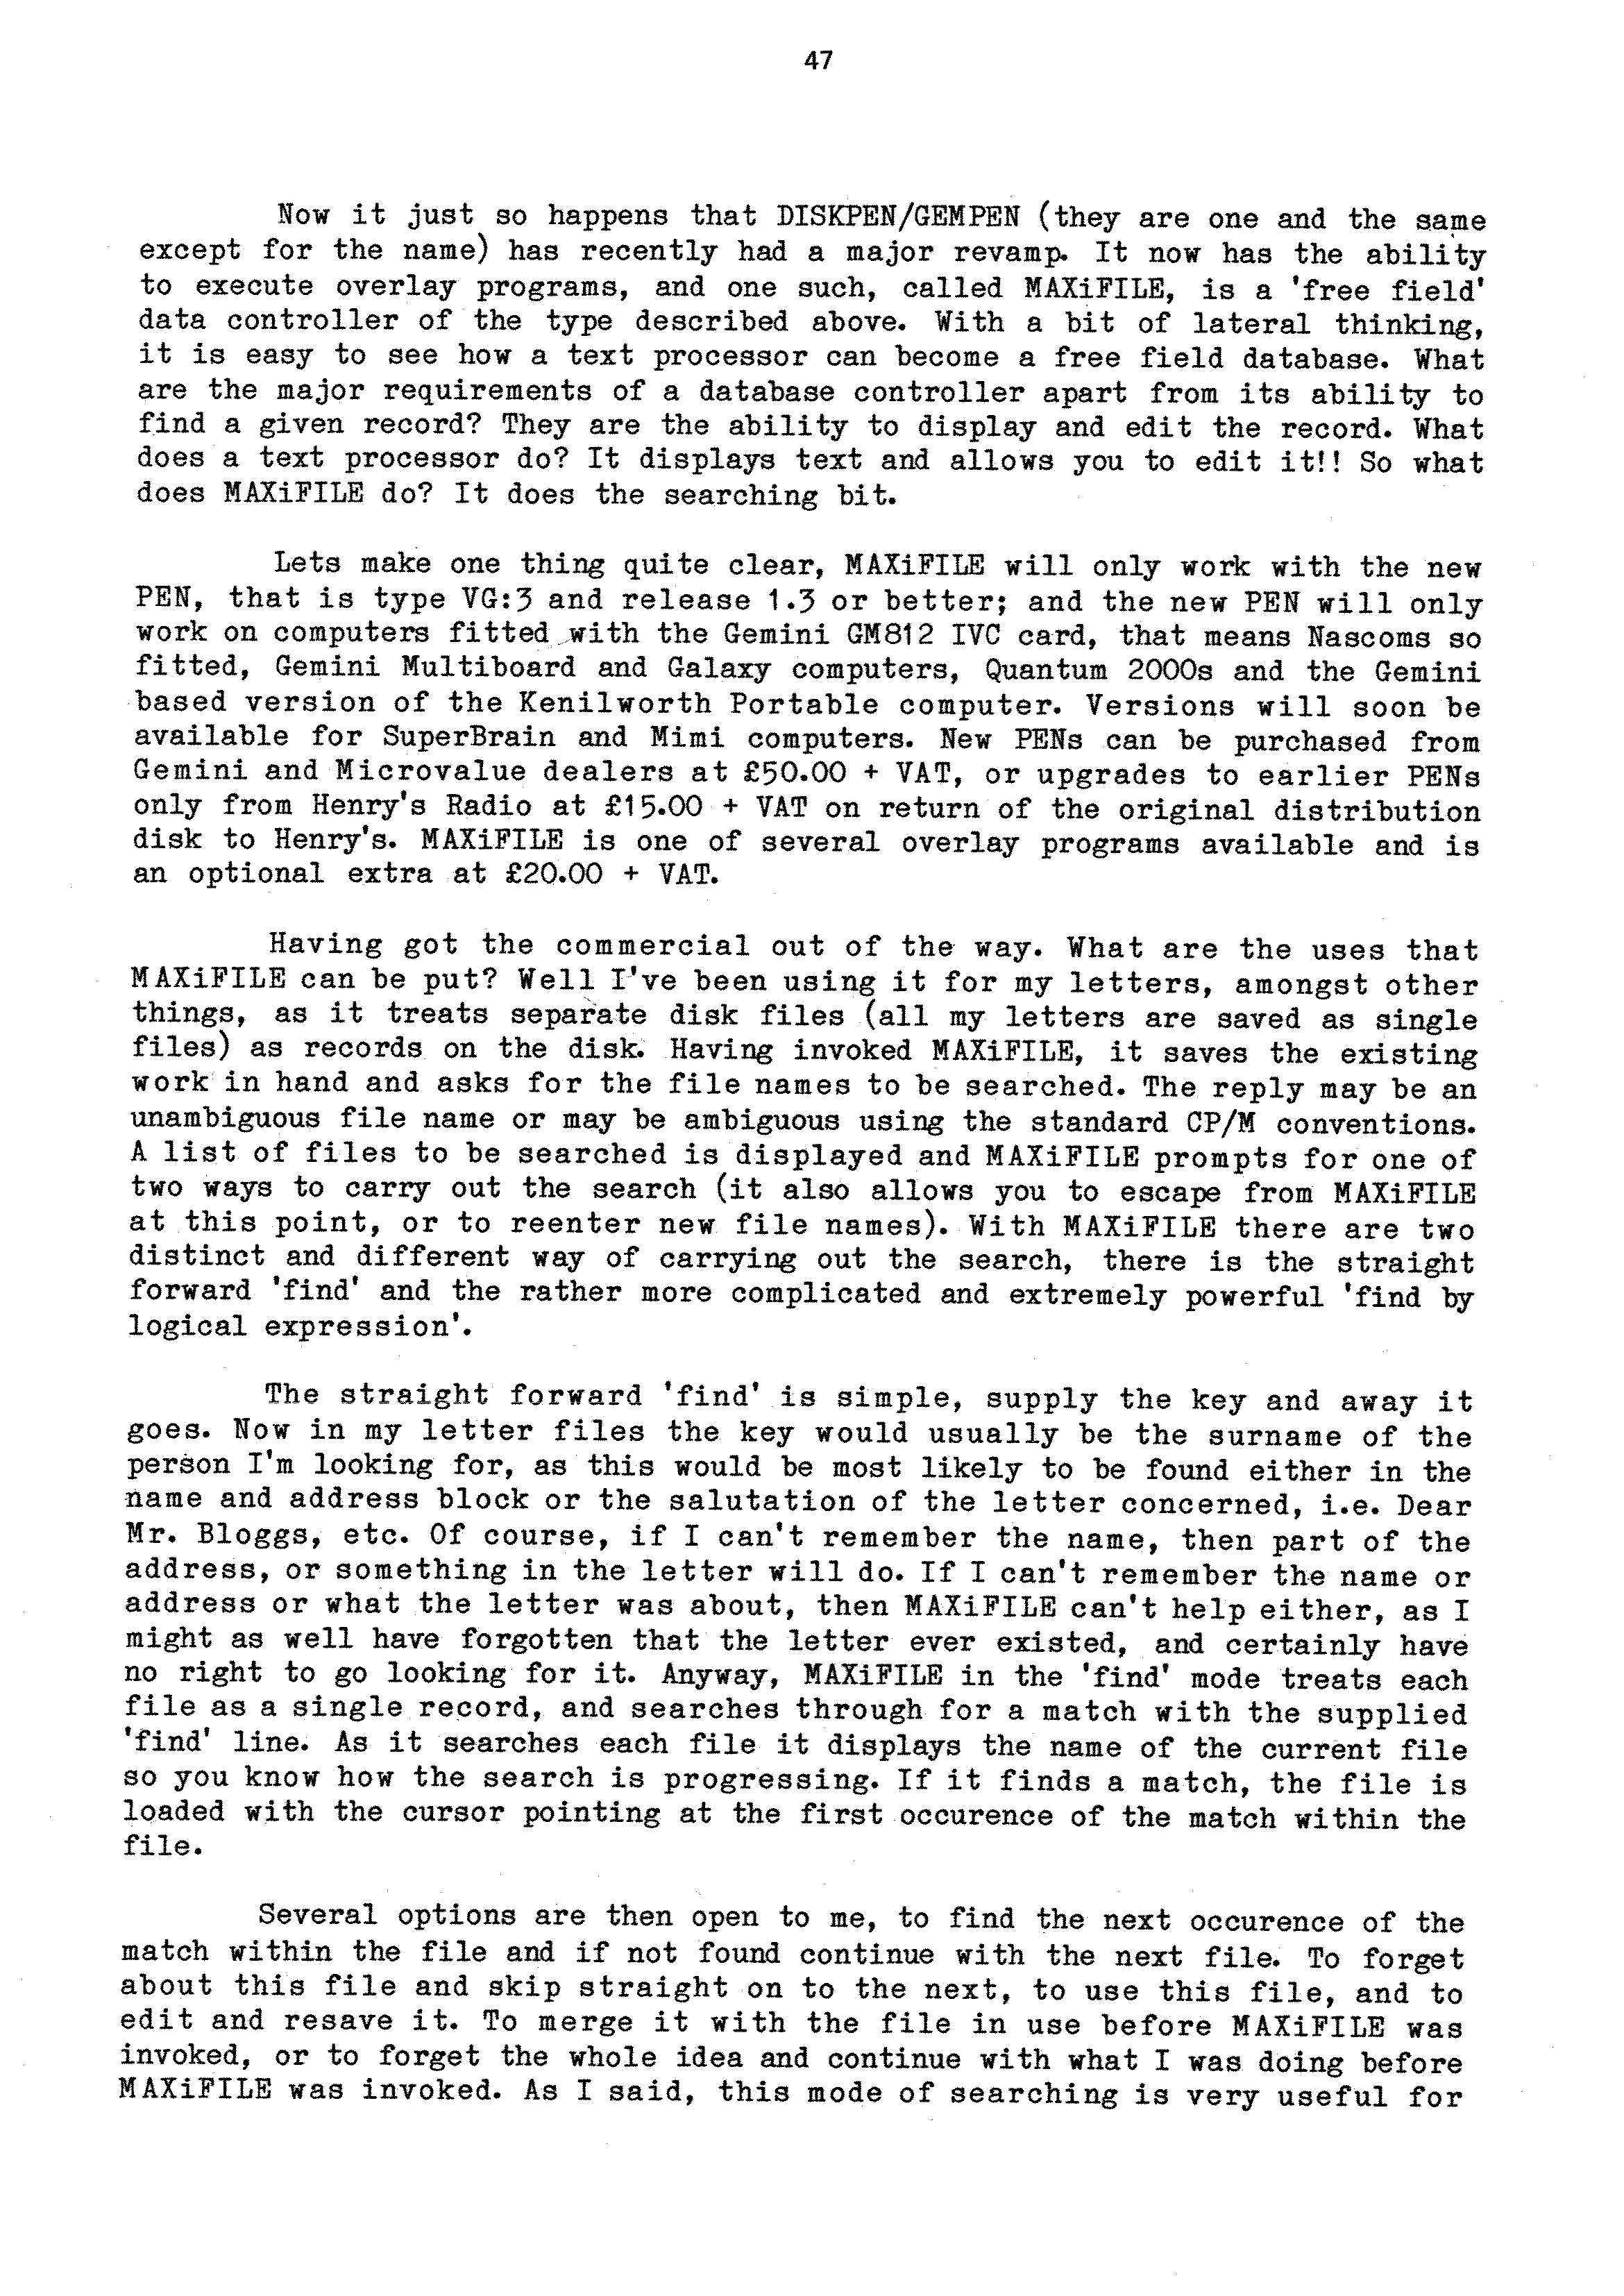 47
Now it just so happens that DISKPEN/GEMPEN (they are one and the same
except for the name) has recently had a major revamp. It now has the ability
to execute overlay programs, and one such, called MAXiFILE, is a 'free field'
data controller of the type described above. With a bit of lateral thinking,
it is easy to see how a text processor can become a free field database. What
are the major requirements of a database controller apart from its ability to
find a given record? They are the ability to display and edit the record. What
does a text processor do? It displays text and allows you to edit it!! So what
does MAXiFILE do? It does the searching bit.
Lets make one thing quite clear, MAXiFILE will only work with the new
PEN, that is type VG:3 and release 1.3 or better; and the new PEN will only
work on computers fitted with the Gemini GM812 IVC card, that means Nascoms so
fitted, Gemini Multiboard and Galaxy computers, Quantum 2000s and the Gemini
based version of the Kenilworth Portable computer. Versions will soon be
available for SuperBrain and Mimi computers. New PENs can be purchased from
Gemini and Microvalue dealers at £50.00 + VAT, or upgrades to earlier PENs
only from Henry's Radio at £15.00 + VAT on return of the original distribution
disk to Henry's. MAXiFILE is one of several overlay programs available and is
an optional extra at £20.00 + VAT.
Having got the commercial out of the way. What are the uses that
MAXiFILE can be put? Well I've been using it for my letters, amongst other
things, as it treats separate disk files (all my letters are saved as single
files) as records on the disk. Having invoked MAXiFILE, it saves the existing
work in hand and asks for the file names to be searched. The reply may be an
unambiguous file name or may be ambiguous using the standard CP/M conventions.
A list of files to be searched is displayed and MAXiFILE prompts for one of
two ways to carry out the search (it also allows you to escape from MAXiFILE
at this point, or to reenter new file names). With MAXiFILE there are two
distinct and different way of carrying out the search, there is the straight
forward 'find' and the rather more complicated and extremely powerful 'find by
logical expression'.
The straight forward 'find' is simple, supply the key and away it
goes. Now in my letter files the key would usually be the surname of the
person I'm looking for, as this would be most likely to be found either in the
name and address block or the salutation of the letter concerned, i.e. Dear
Mr. Bloggs, etc. Of course, if I can't remember the name, then part of the
address, or something in the letter will do. If I can't remember the name or
address or what the letter was about, then MAXiFILE can't help either, as I
might as well have forgotten that the letter ever existed, and certainly have
no right to go looking for it. Anyway, MAXiFILE in the 'find' mode treats each
file as a single record, and searches through for a match with the supplied
'find' line. As it searches each file it displays the name of the current file
so you know how the search is progressing. If it finds a match, the file is
loaded with the cursor pointing at the first occurence of the match within the
file.
Several options are then open to me, to find the next occurence of the
match within the file and if not found continue with the next file. To forget
about this file and skip straight on to the next, to use this file, and to
edit and resave it. To merge it with the file in use before MAXiFILE was
invoked, or to forget the whole idea and continue with what I was doing before
MAXiFILE was invoked. As I said, this mode of searching is very useful for